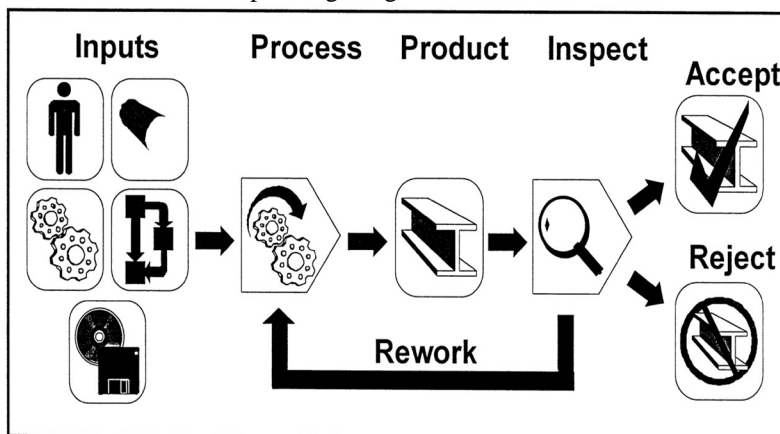 Inputs
Process
Product
Inspect
Accept
Reject
Rework